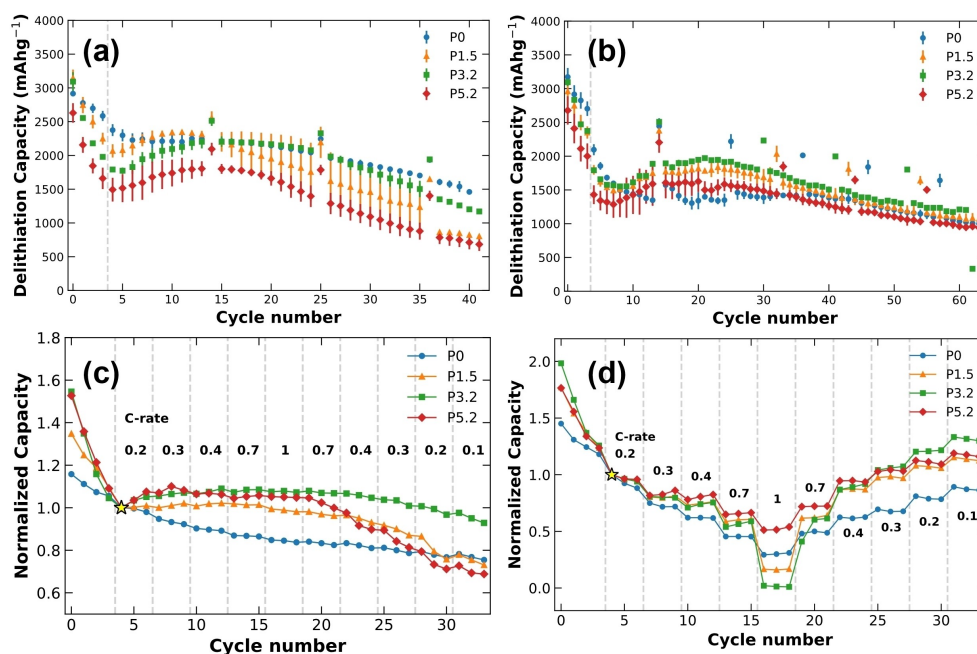 (a)
P0
P1.5
P3.2
P5.2
Delithiation Capacity (mAhg⁻¹)
4000
3500
3000
2500
2000
1500
1000
500
0
0 5 10 15 20 25 30 35 40
Cycle number
(b)
P0
P1.5
P3.2
P5.2
Delithiation Capacity (mAhg⁻¹)
4000
3500
3000
2500
2000
1500
1000
500
0
0 10 20 30 40 50 60
Cycle number
(c)
P0
P1.5
P3.2
P5.2
Normalized Capacity
1.8
1.6
1.4
1.2
1.0
0.8
0.6
C-rate
0.2 0.3 0.4 0.7 1 0.7 0.4 0.3 0.2 0.1
0 5 10 15 20 25 30
Cycle number
(d)
P0
P1.5
P3.2
P5.2
Normalized Capacity
2.0
1.5
1.0
0.5
0.0
C-rate
0.2
0.3
0.4
0.7
1
0.7
0.4
0.3
0.2
0.1
0 5 10 15 20 25 30
Cycle number